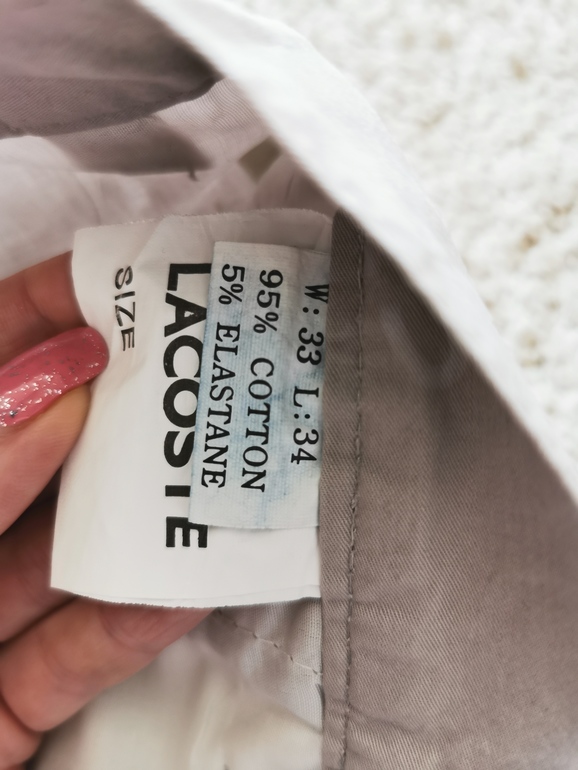 W: 33 L:34
95% COTTON
5% ELASTANE
LACOSTE
SIZE